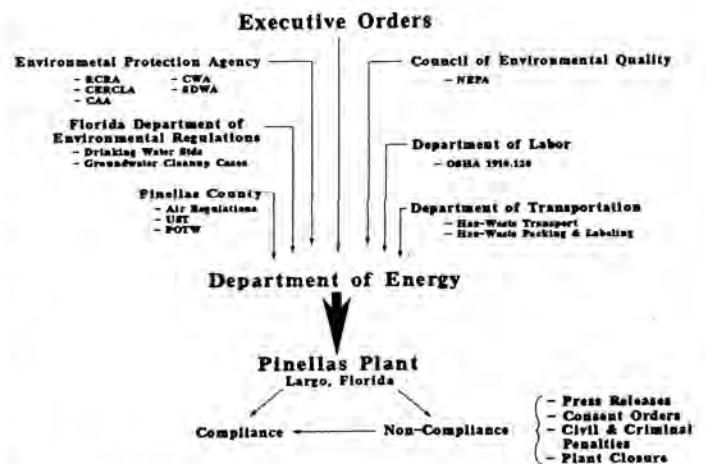 Executive Orders
Environmetal Protection Agency
– RCRA – CWA
– CERCLA – SDWA
– CAA
Council of Environmental Quality
– NEPA
Florida Department of
Environmental Regulations
– Drinking Water Stds
– Groundwater Cleanup Cases
Department of Labor
– OSHA 1910.120
Pinellas County
– Air Regulations
– UST
– POTW
Department of Transportation
– Haz-Waste Transport
– Haz-Waste Packing & Labeling
Department of Energy
Pinellas Plant
Largo, Florida
Compliance
Non-Compliance
– Press Releases
– Consent Orders
– Civil & Criminal
Penalties
– Plant Closure